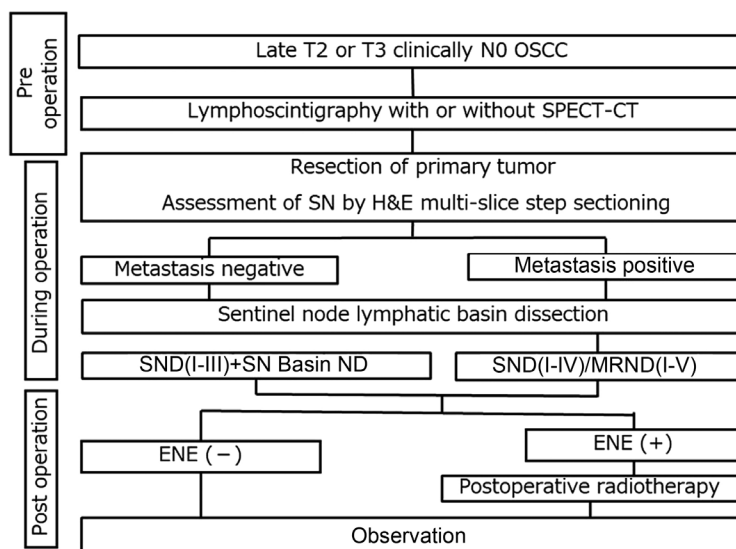 Pre
operation
Late T2 or T3 clinically N0 OSCC
Lymphoscintigraphy with or without SPECT-CT
During operation
Resection of primary tumor
Assessment of SN by H&E multi-slice step sectioning
Metastasis negative
Metastasis positive
Sentinel node lymphatic basin dissection
SND(I-III)+SN Basin ND
SND(I-IV)/MRND(I-V)
Post operation
ENE (−)
ENE (+)
Postoperative radiotherapy
Observation